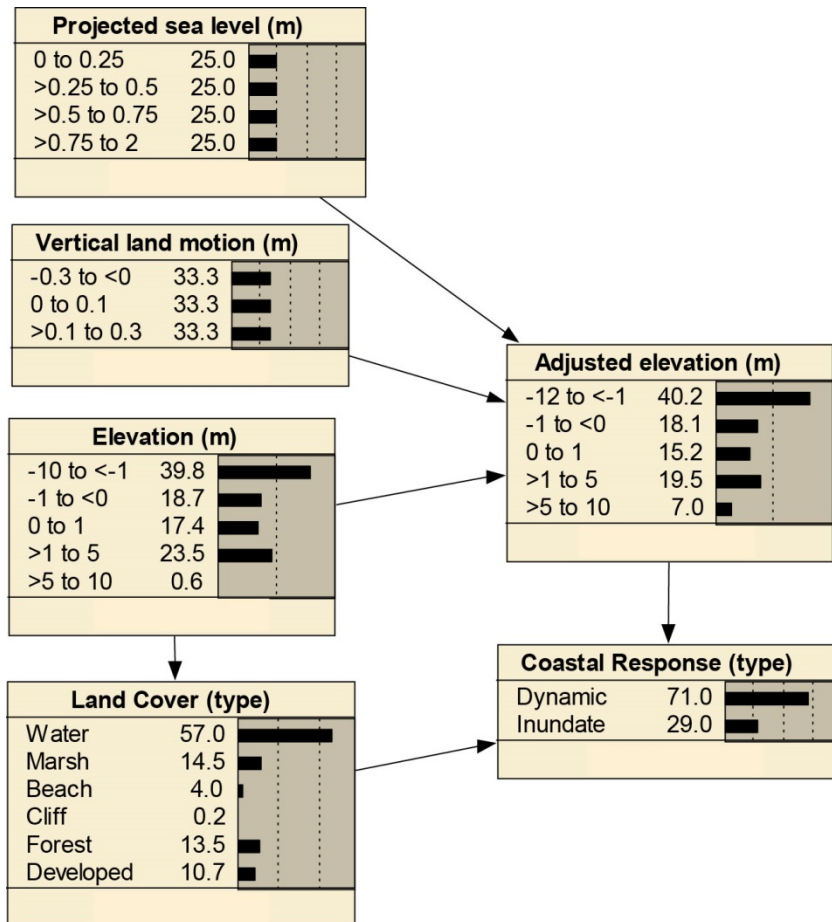 Projected sea level (m)
0 to 0.25 25.0
>0.25 to 0.5 25.0
>0.5 to 0.75 25.0
>0.75 to 2 25.0
Vertical land motion (m)
-0.3 to <0 33.3
0 to 0.1 33.3
>0.1 to 0.3 33.3
Elevation (m)
-10 to <-1 39.8
-1 to <0 18.7
0 to 1 17.4
>1 to 5 23.5
>5 to 10 0.6
Adjusted elevation (m)
-12 to <-1 40.2
-1 to <0 18.1
0 to 1 15.2
>1 to 5 19.5
>5 to 10 7.0
Land Cover (type)
Water 57.0
Marsh 14.5
Beach 4.0
Cliff 0.2
Forest 13.5
Developed 10.7
Coastal Response (type)
Dynamic 71.0
Inundate 29.0